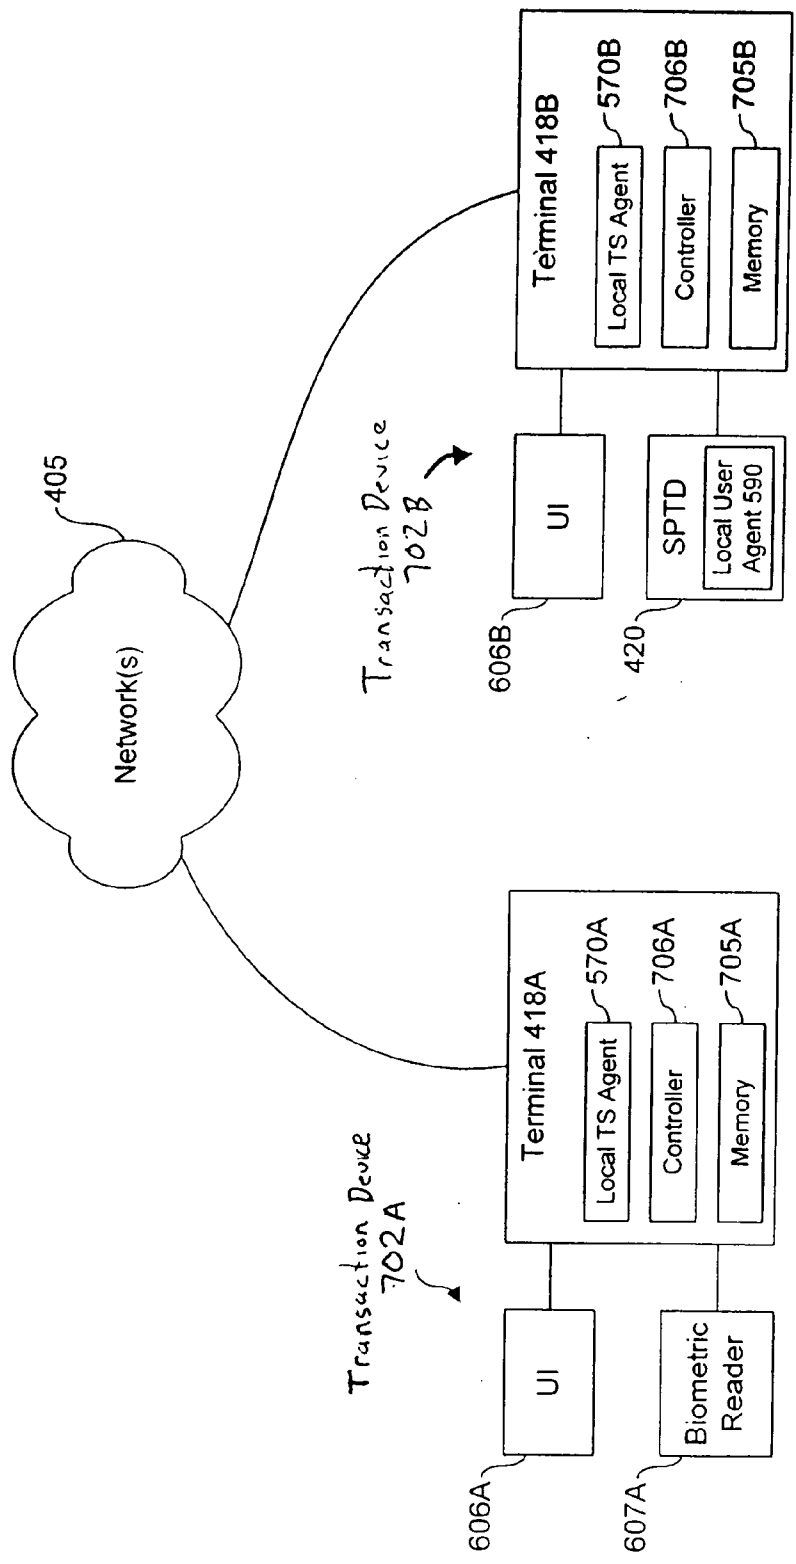 405
Network(s)
Transaction Device
702A
Transaction Device
702B
606A
UI
607A
Biometric
Reader
Terminal 418A
Local TS Agent
570A
Controller
706A
Memory
705A
606B
UI
420
SPTD
Local User
Agent 590
Terminal 418B
Local TS Agent
570B
Controller
706B
Memory
705B